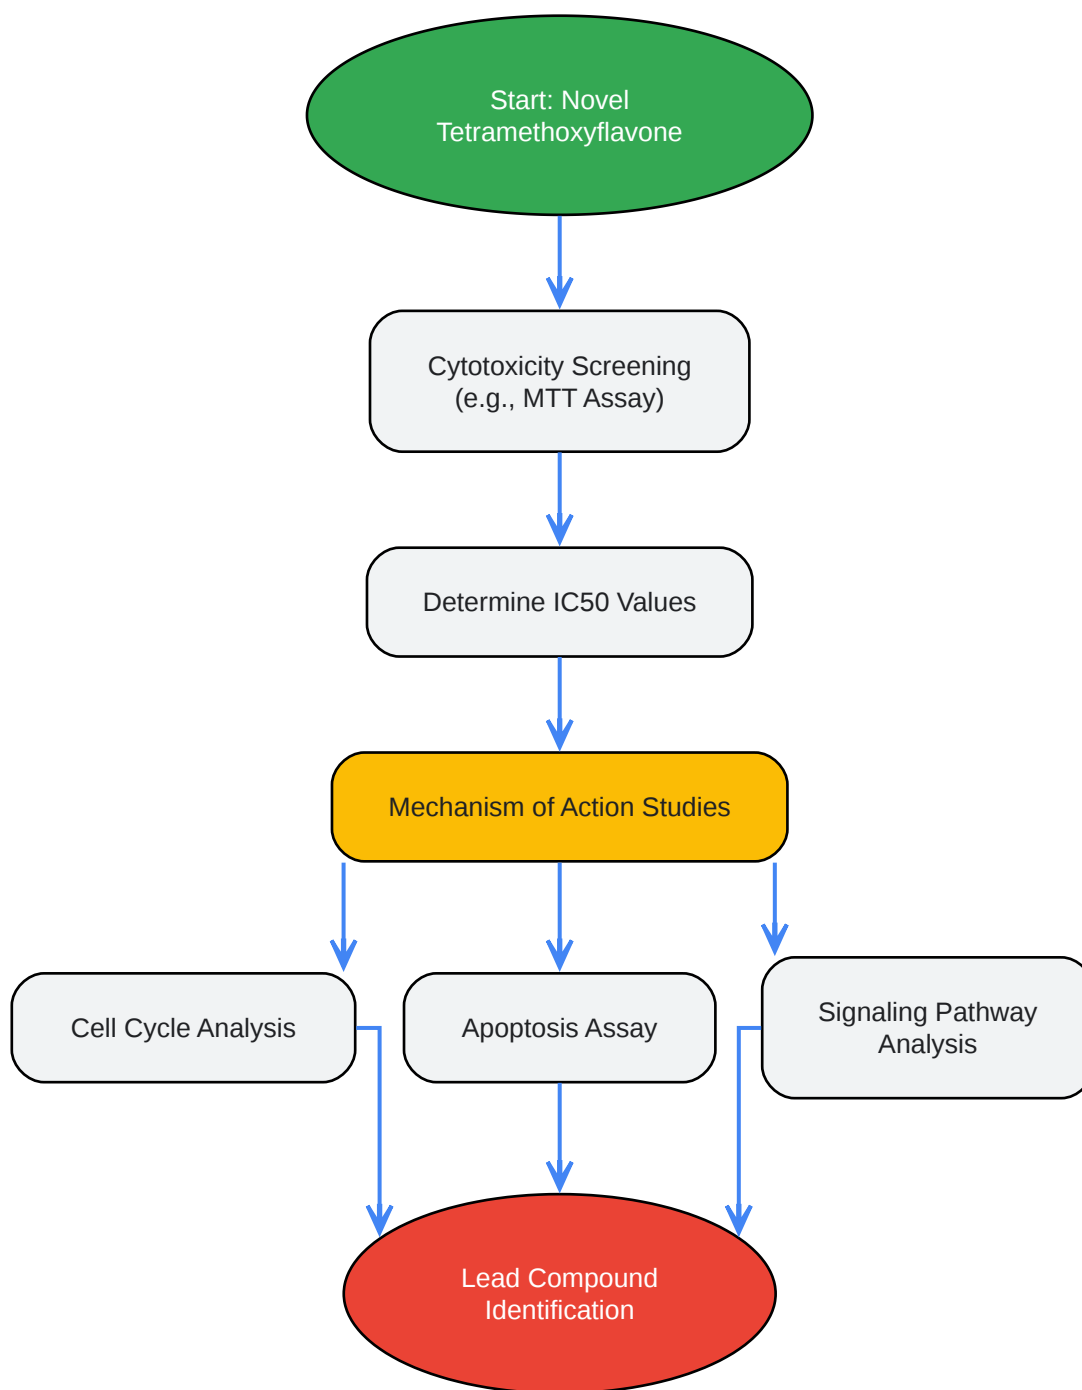 Start: Novel
Tetramethoxyflavone
Cytotoxicity Screening
(e.g., MTT Assay)
Determine IC50 Values
Mechanism of Action Studies
Cell Cycle Analysis
Apoptosis Assay
Signaling Pathway
Analysis
Lead Compound
Identification